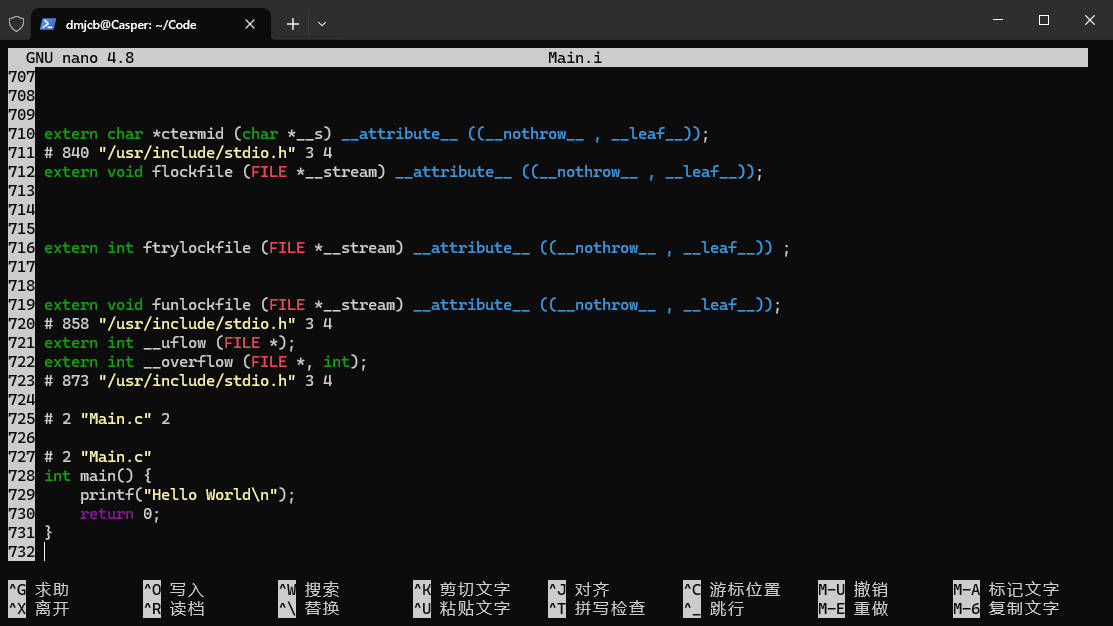 dmjcb@Casper: ~/Code
GNU nano 4.8 Main.i
707
708
709
710 extern char *ctermid (char *__s) __attribute__ ((__nothrow__ , __leaf__));
711 # 840 "/usr/include/stdio.h" 3 4
712 extern void flockfile (FILE *__stream) __attribute__ ((__nothrow__ , __leaf__));
713
714
715
716 extern int ftrylockfile (FILE *__stream) __attribute__ ((__nothrow__ , __leaf__)) ;
717
718
719 extern void funlockfile (FILE *__stream) __attribute__ ((__nothrow__ , __leaf__));
720 # 858 "/usr/include/stdio.h" 3 4
721 extern int __uflow (FILE *);
722 extern int __overflow (FILE *, int);
723 # 873 "/usr/include/stdio.h" 3 4
724
725 # 2 "Main.c" 2
726
727 # 2 "Main.c"
728 int main() {
729     printf("Hello World\n");
730     return 0;
731 }
732
^G 求助 ^O 写入 ^W 搜索 ^K 剪切文字 ^J 对齐 ^C 游标位置 M-U 撤销 M-A 标记文字
^X 离开 ^R 读档 ^\ 替换 ^U 粘贴文字 ^T 拼写检查 ^_ 跳行 M-E 重做 M-6 复制文字